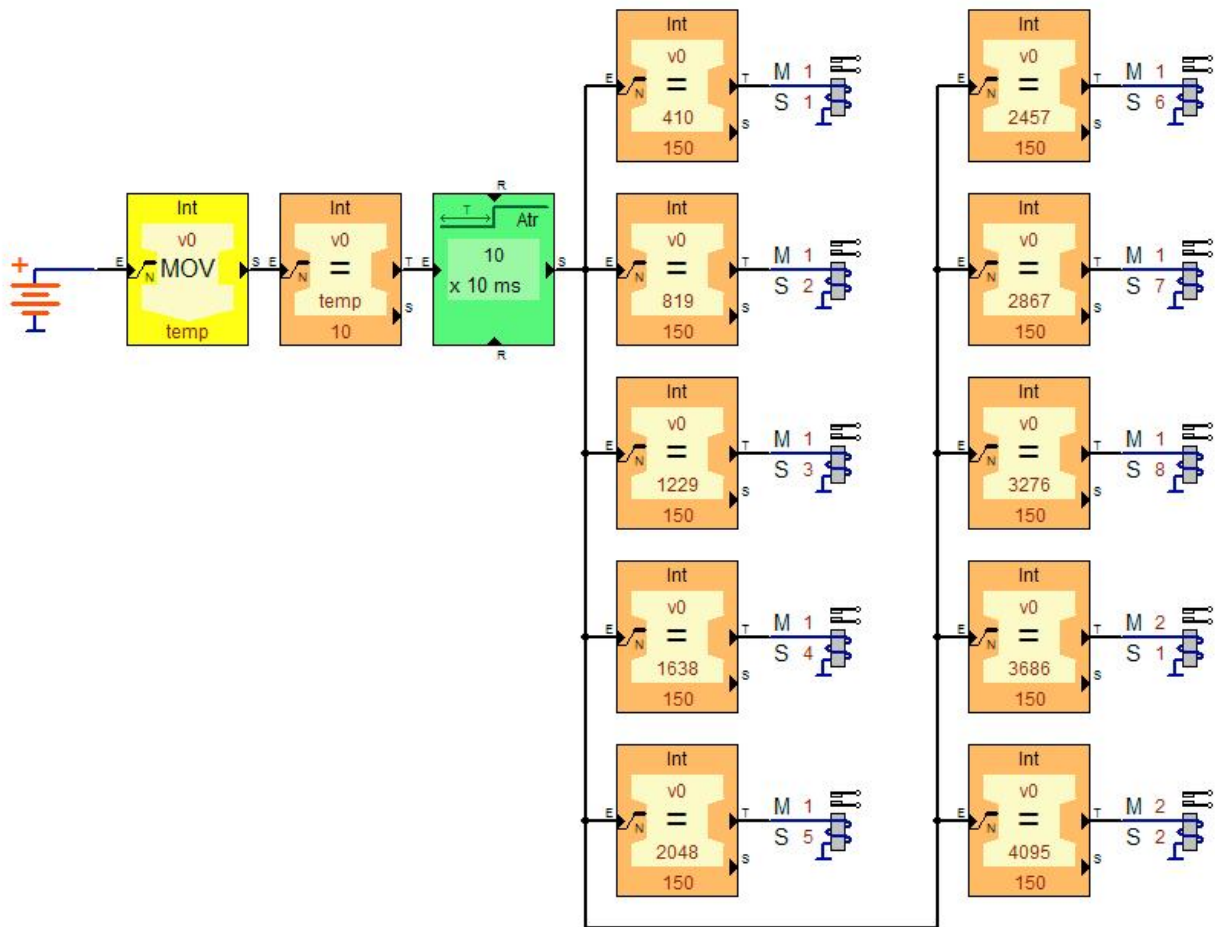 Int
v0
MOV
temp
E
N
S
+
Int
v0
=
temp
10
E
N
T
S
R
T
Atr
10
x 10 ms
E
S
R
Int
v0
=
410
150
E
N
T
S
M 1
S 1
Int
v0
=
819
150
E
N
T
S
M 1
S 2
Int
v0
=
1229
150
E
N
T
S
M 1
S 3
Int
v0
=
1638
150
E
N
T
S
M 1
S 4
Int
v0
=
2048
150
E
N
T
S
M 1
S 5
Int
v0
=
2457
150
E
N
T
S
M 1
S 6
Int
v0
=
2867
150
E
N
T
S
M 1
S 7
Int
v0
=
3276
150
E
N
T
S
M 1
S 8
Int
v0
=
3686
150
E
N
T
S
M 2
S 1
Int
v0
=
4095
150
E
N
T
S
M 2
S 2